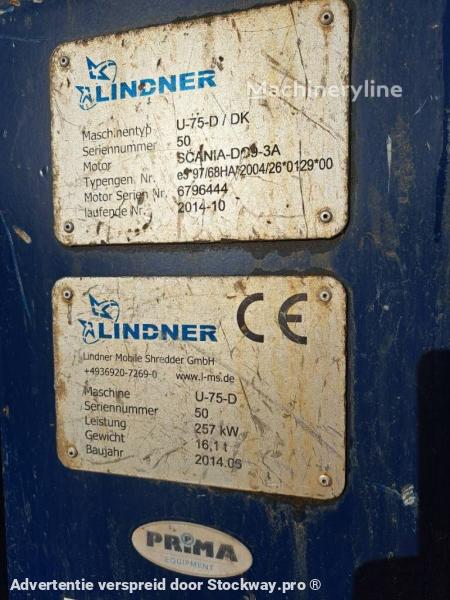 LINDNER
Machineryline
Maschinentyp U-75-D / DK
Seriennummer 50
Motor SCANIA-DC9-3A
Typengen. Nr. e5*97/68HA*2004/26*0129*00
Motor Serien Nr. 6796444
laufende Nr. 2014-10
LINDNER CE
Lindner Mobile Shredder GmbH
+4936920-7269-0 www.l-ms.de
Maschine U-75-D
Seriennummer 50
Leistung 257 kW
Gewicht 16,1 t
Baujahr 2014.05
PRiMA
EQUIPMENT
Advertentie verspreid door Stockway.pro ®